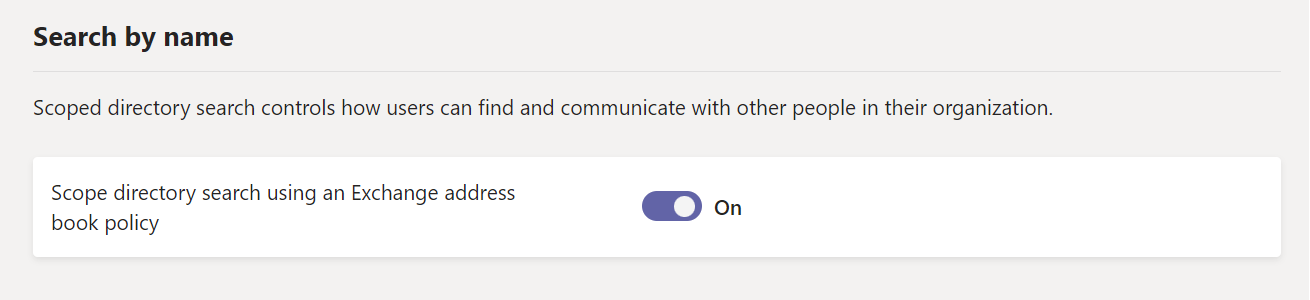 Search by name
Scoped directory search controls how users can find and communicate with other people in their organization.
Scope directory search using an Exchange address
book policy
On